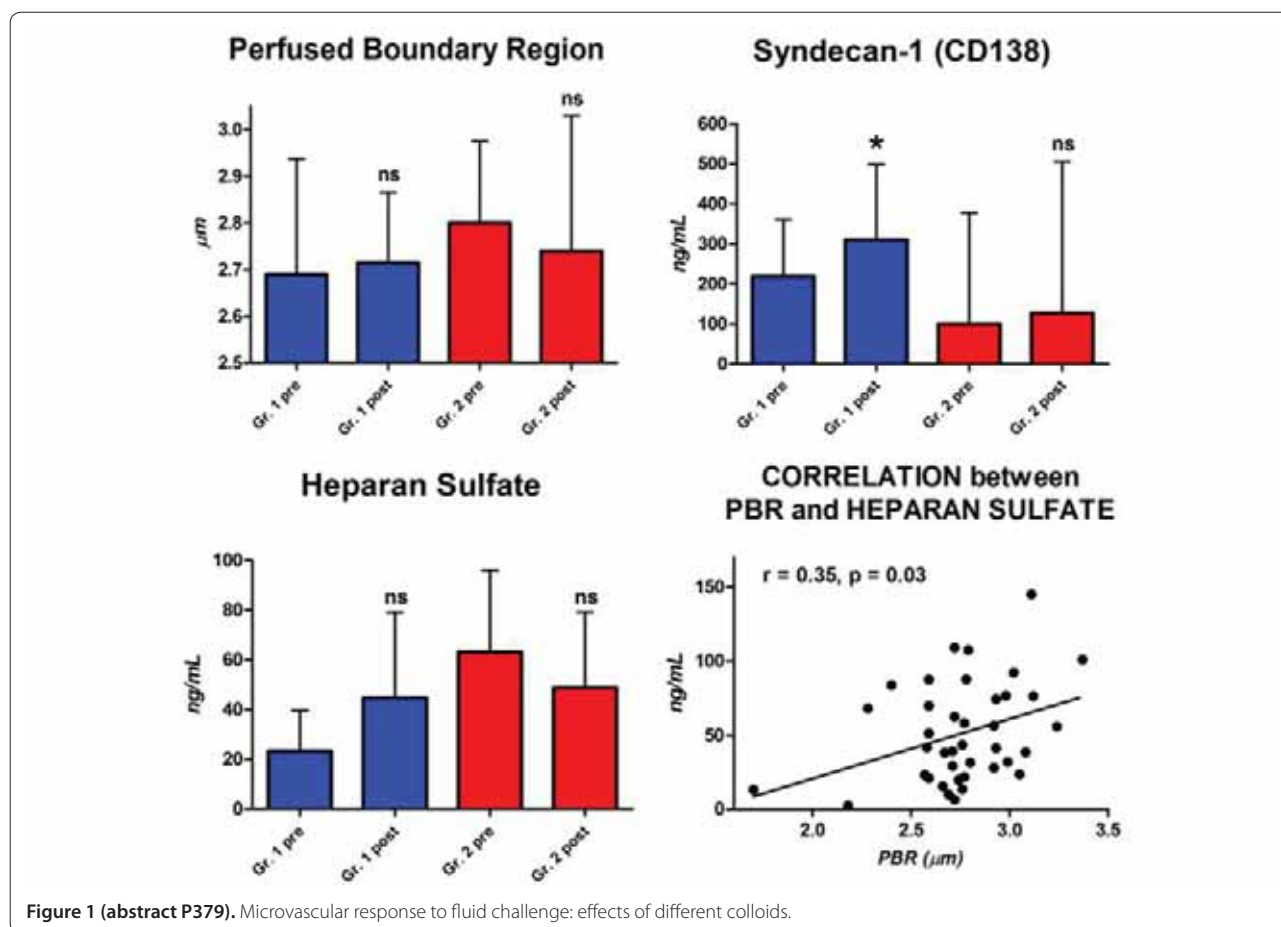 Perfused Boundary Region
ns
ns
3.0
2.9
2.8
2.7
2.6
2.5
μm
Gr. 1 pre
Gr. 1 post
Gr. 2 pre
Gr. 2 post
Syndecan-1 (CD138)
*
ns
600
500
400
300
200
100
0
ng/mL
Gr. 1 pre
Gr. 1 post
Gr. 2 pre
Gr. 2 post
Heparan Sulfate
ns
ns
100
80
60
40
20
0
ng/mL
Gr. 1 pre
Gr. 1 post
Gr. 2 pre
Gr. 2 post
CORRELATION between
PBR and HEPARAN SULFATE
r = 0.35, p = 0.03
150
100
50
0
ng/mL
2.0
2.5
3.0
3.5
PBR (μm)
Figure 1 (abstract P379). Microvascular response to fluid challenge: effects of different colloids.